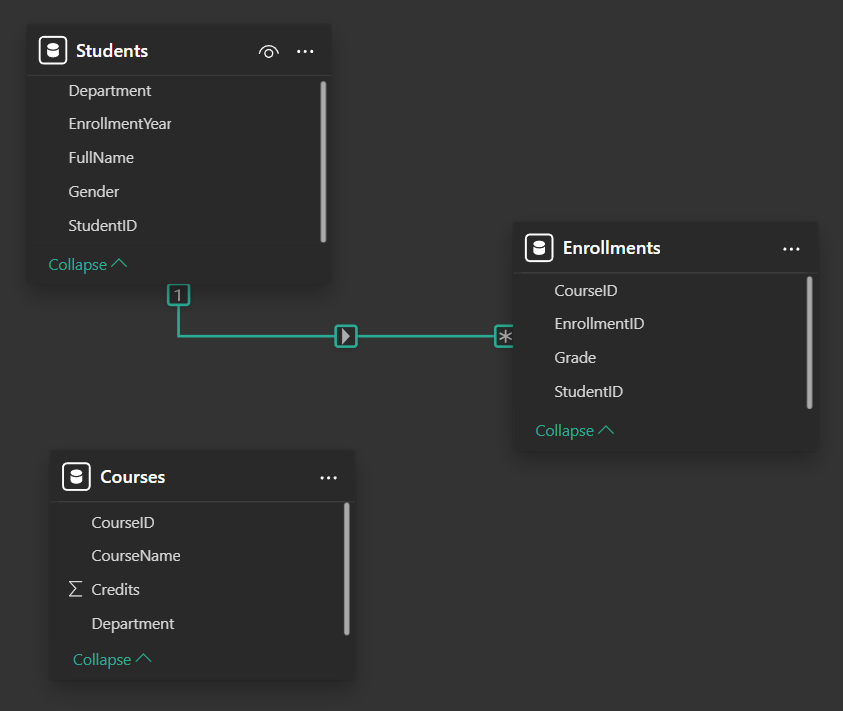 Students
Department
EnrollmentYear
FullName
Gender
StudentID
Collapse
1
*
Enrollments
CourseID
EnrollmentID
Grade
StudentID
Collapse
Courses
CourseID
CourseName
Σ Credits
Department
Collapse